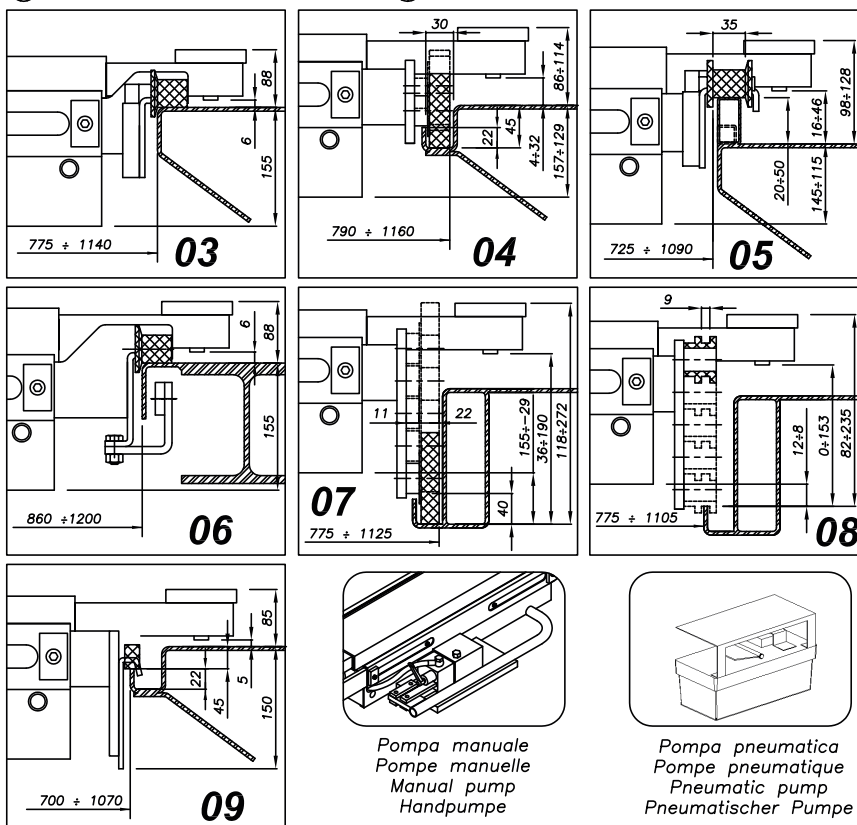 88
6
155
775 ÷ 1140
03
30
86÷114
22
45
4÷32
157÷129
790 ÷ 1160
04
35
98÷128
16÷46
20÷50
145÷115
725 ÷ 1090
05
6
88
155
860 ÷1200
06
11
22
155÷-29
36÷190
118÷272
40
07
775 ÷ 1125
9
12÷8
0÷153
82÷235
775 ÷ 1105
08
85
22
45
5
150
700 ÷ 1070
09
Pompa manuale
Pompe manuelle
Manual pump
Handpumpe
Pompa pneumatica
Pompe pneumatique
Pneumatic pump
Pneumatischer Pumpe